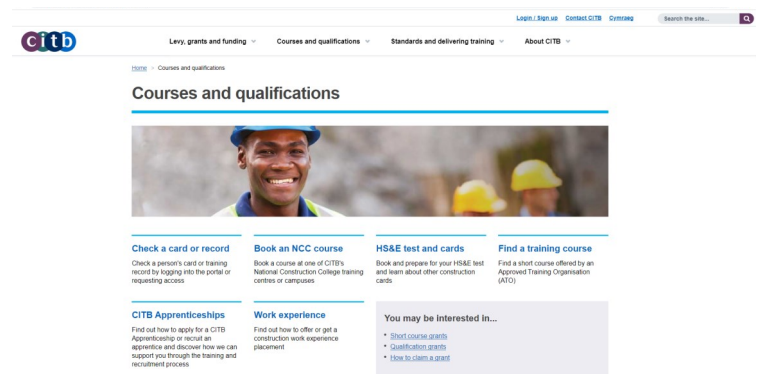 Login / Sign up Contact CITB Cymraeg Search the site...
citb Levy, grants and funding Courses and qualifications Standards and delivering training About CITB
Home > Courses and qualifications
Courses and qualifications
Check a card or record
Check a person's card or training
record by logging into the portal or
requesting access
Book an NCC course
Book a course at one of CITB's
National Construction College training
centres or campuses
HS&E test and cards
Book and prepare for your HS&E test
and learn about other construction
cards
Find a training course
Find a short course offered by an
Approved Training Organisation
(ATO)
CITB Apprenticeships
Find out how to apply for a CITB
Apprenticeship or recruit an
apprentice and discover how we can
support you through the training and
recruitment process
Work experience
Find out how to offer or get a
construction work experience
placement
You may be interested in...
• Short course grants
• Qualification grants
• How to claim a grant